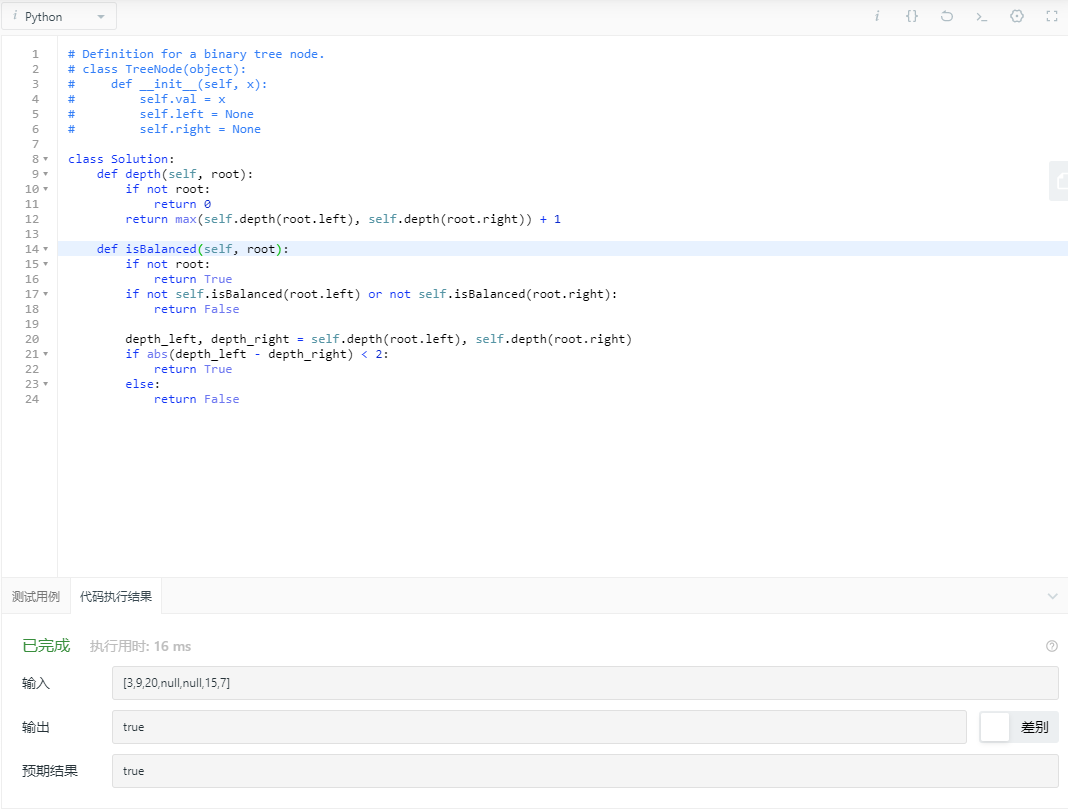 i Python
i {} >_
1 # Definition for a binary tree node.
2 # class TreeNode(object):
3 #     def __init__(self, x):
4 #         self.val = x
5 #         self.left = None
6 #         self.right = None
7
8 class Solution:
9     def depth(self, root):
10         if not root:
11             return 0
12         return max(self.depth(root.left), self.depth(root.right)) + 1
13
14     def isBalanced(self, root):
15         if not root:
16             return True
17         if not self.isBalanced(root.left) or not self.isBalanced(root.right):
18             return False
19
20         depth_left, depth_right = self.depth(root.left), self.depth(root.right)
21         if abs(depth_left - depth_right) < 2:
22             return True
23         else:
24             return False
测试用例 代码执行结果
已完成 执行用时: 16 ms
输入 [3,9,20,null,null,15,7]
输出 true 差别
预期结果 true